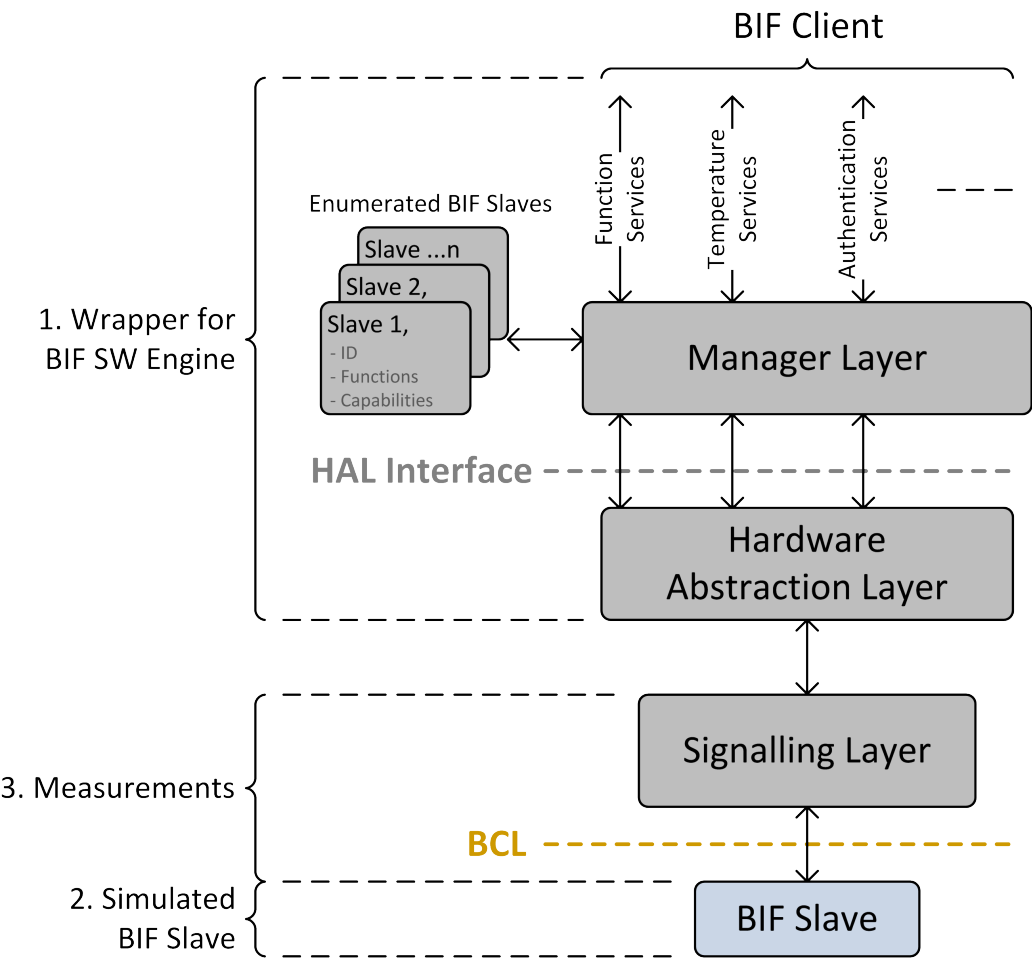 BIF Client
Function
Services
Temperature
Services
Authentication
Services
Enumerated BIF Slaves
Slave ...n
Slave 2,
Slave 1,
- ID
- Functions
- Capabilities
1. Wrapper for
BIF SW Engine
Manager Layer
HAL Interface
Hardware
Abstraction Layer
Signalling Layer
3. Measurements
BCL
2. Simulated
BIF Slave
BIF Slave